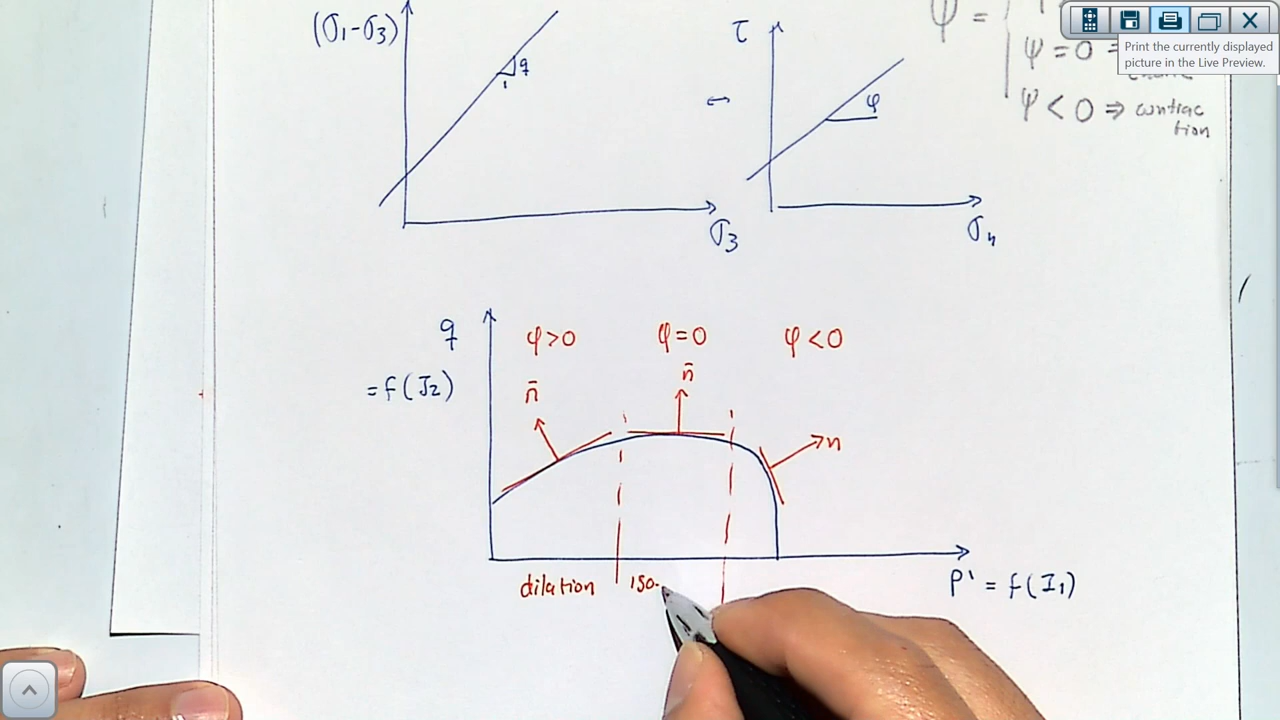 (σ₁-σ₃)
q
1
σ₃
↔
τ
φ
σₙ
ψ =
ψ = 0 =
ψ < 0 ⇒ contrac
tion
Print the currently displayed
picture in the Live Preview.
q
= f(J₂)
ψ>0
ψ=0
ψ<0
n̄
n̄
n
dilation
iso.
P' = f(I₁)